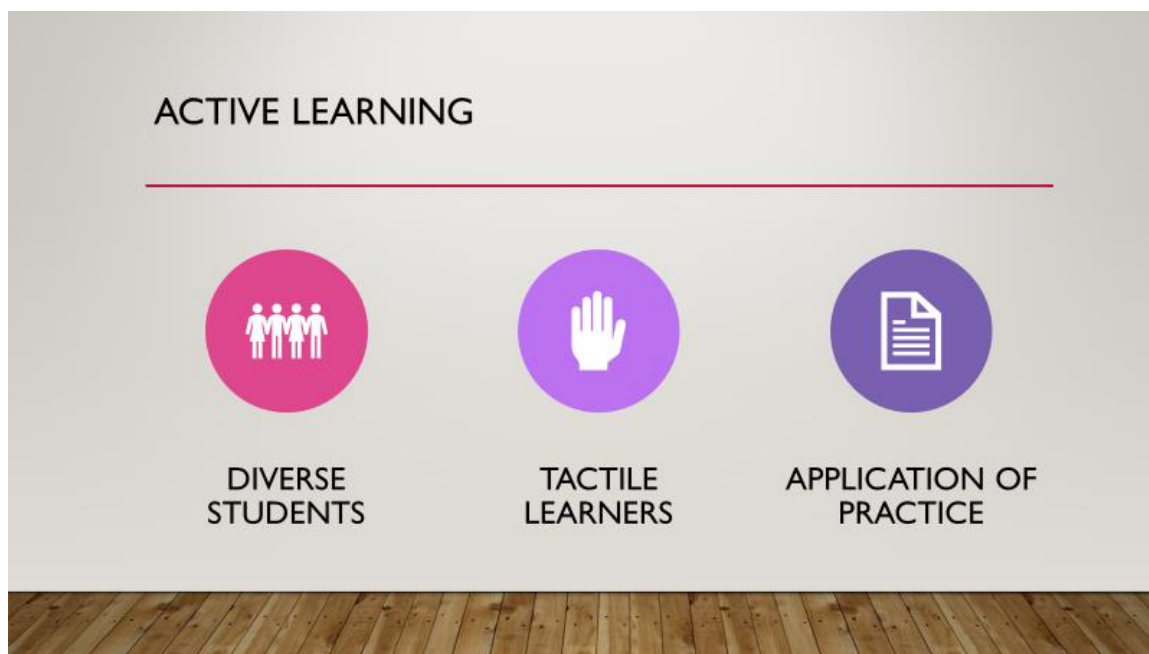 ACTIVE LEARNING
DIVERSE
STUDENTS
TACTILE
LEARNERS
APPLICATION OF
PRACTICE